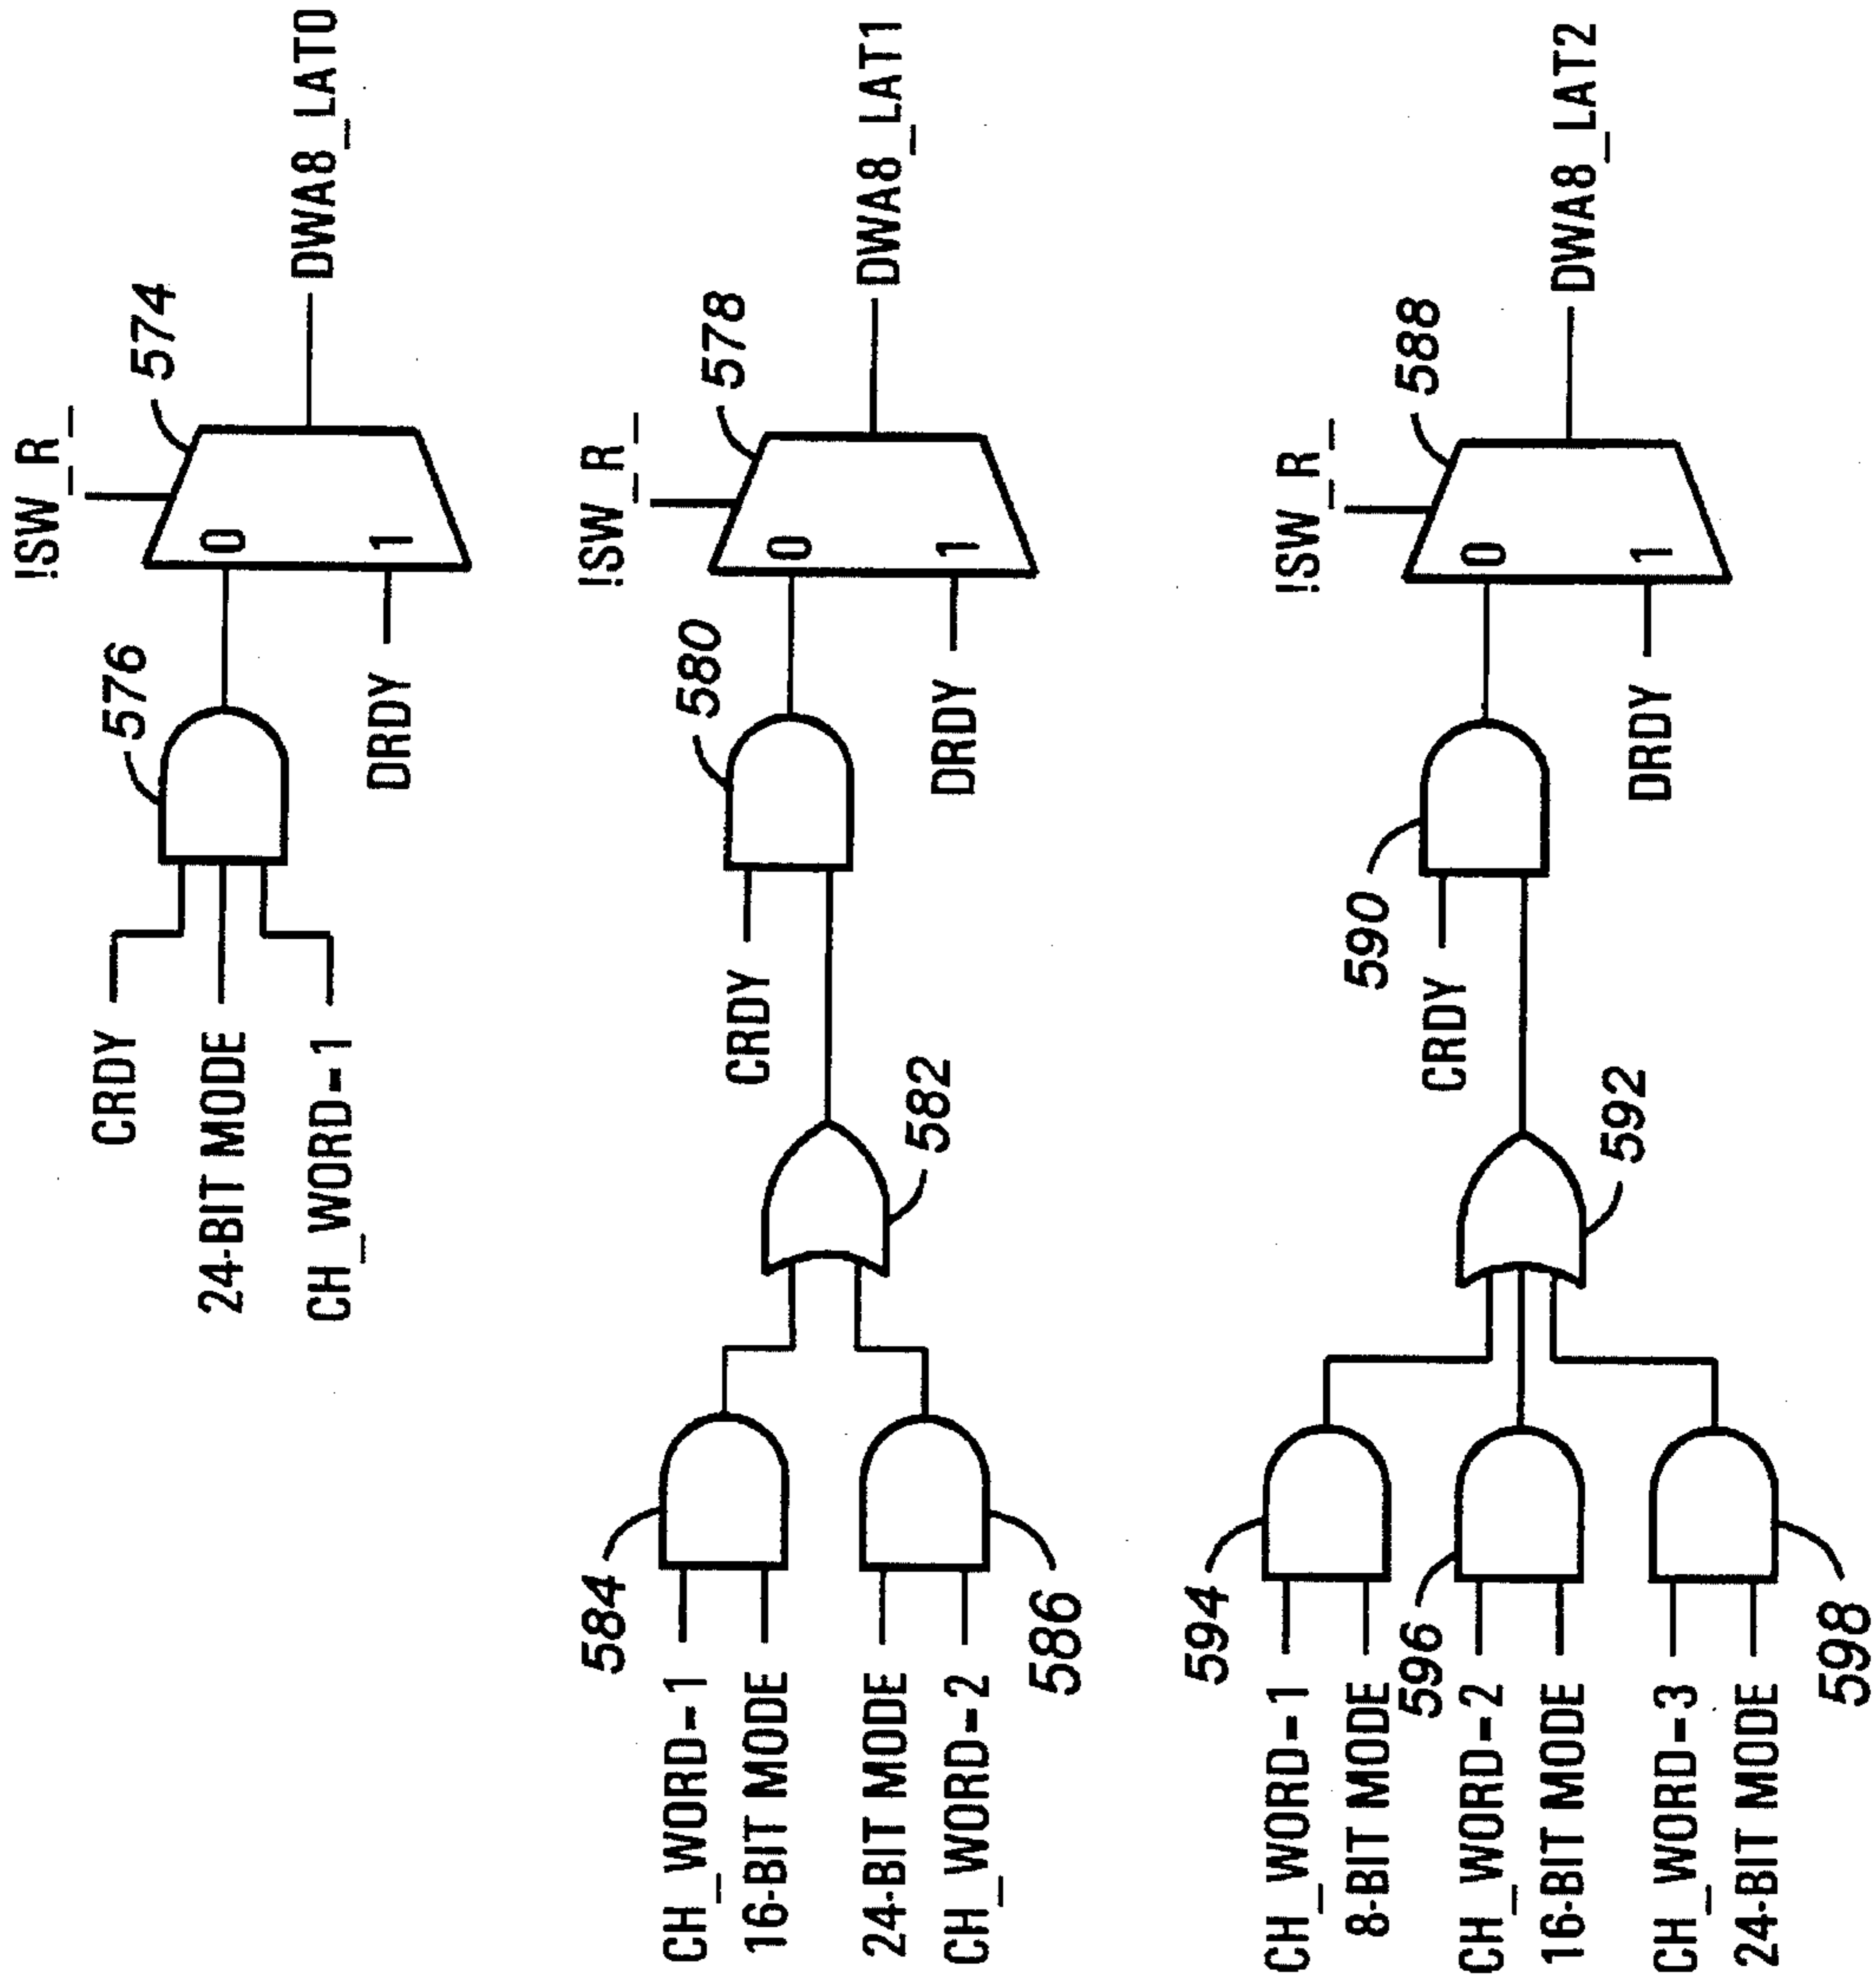 !SW_R_
574
576
CRDY
24-BIT MODE
CH_WORD=1
0
1
DRDY
DWA8_LAT0
!SW_R_
578
580
CRDY
582
584
CH_WORD=1
16-BIT MODE
24-BIT MODE
CH_WORD=2
586
0
1
DRDY
DWA8_LAT1
!SW_R_
588
590
CRDY
592
594
CH_WORD=1
8-BIT MODE
596
CH_WORD=2
16-BIT MODE
CH_WORD=3
24-BIT MODE
598
0
1
DRDY
DWA8_LAT2